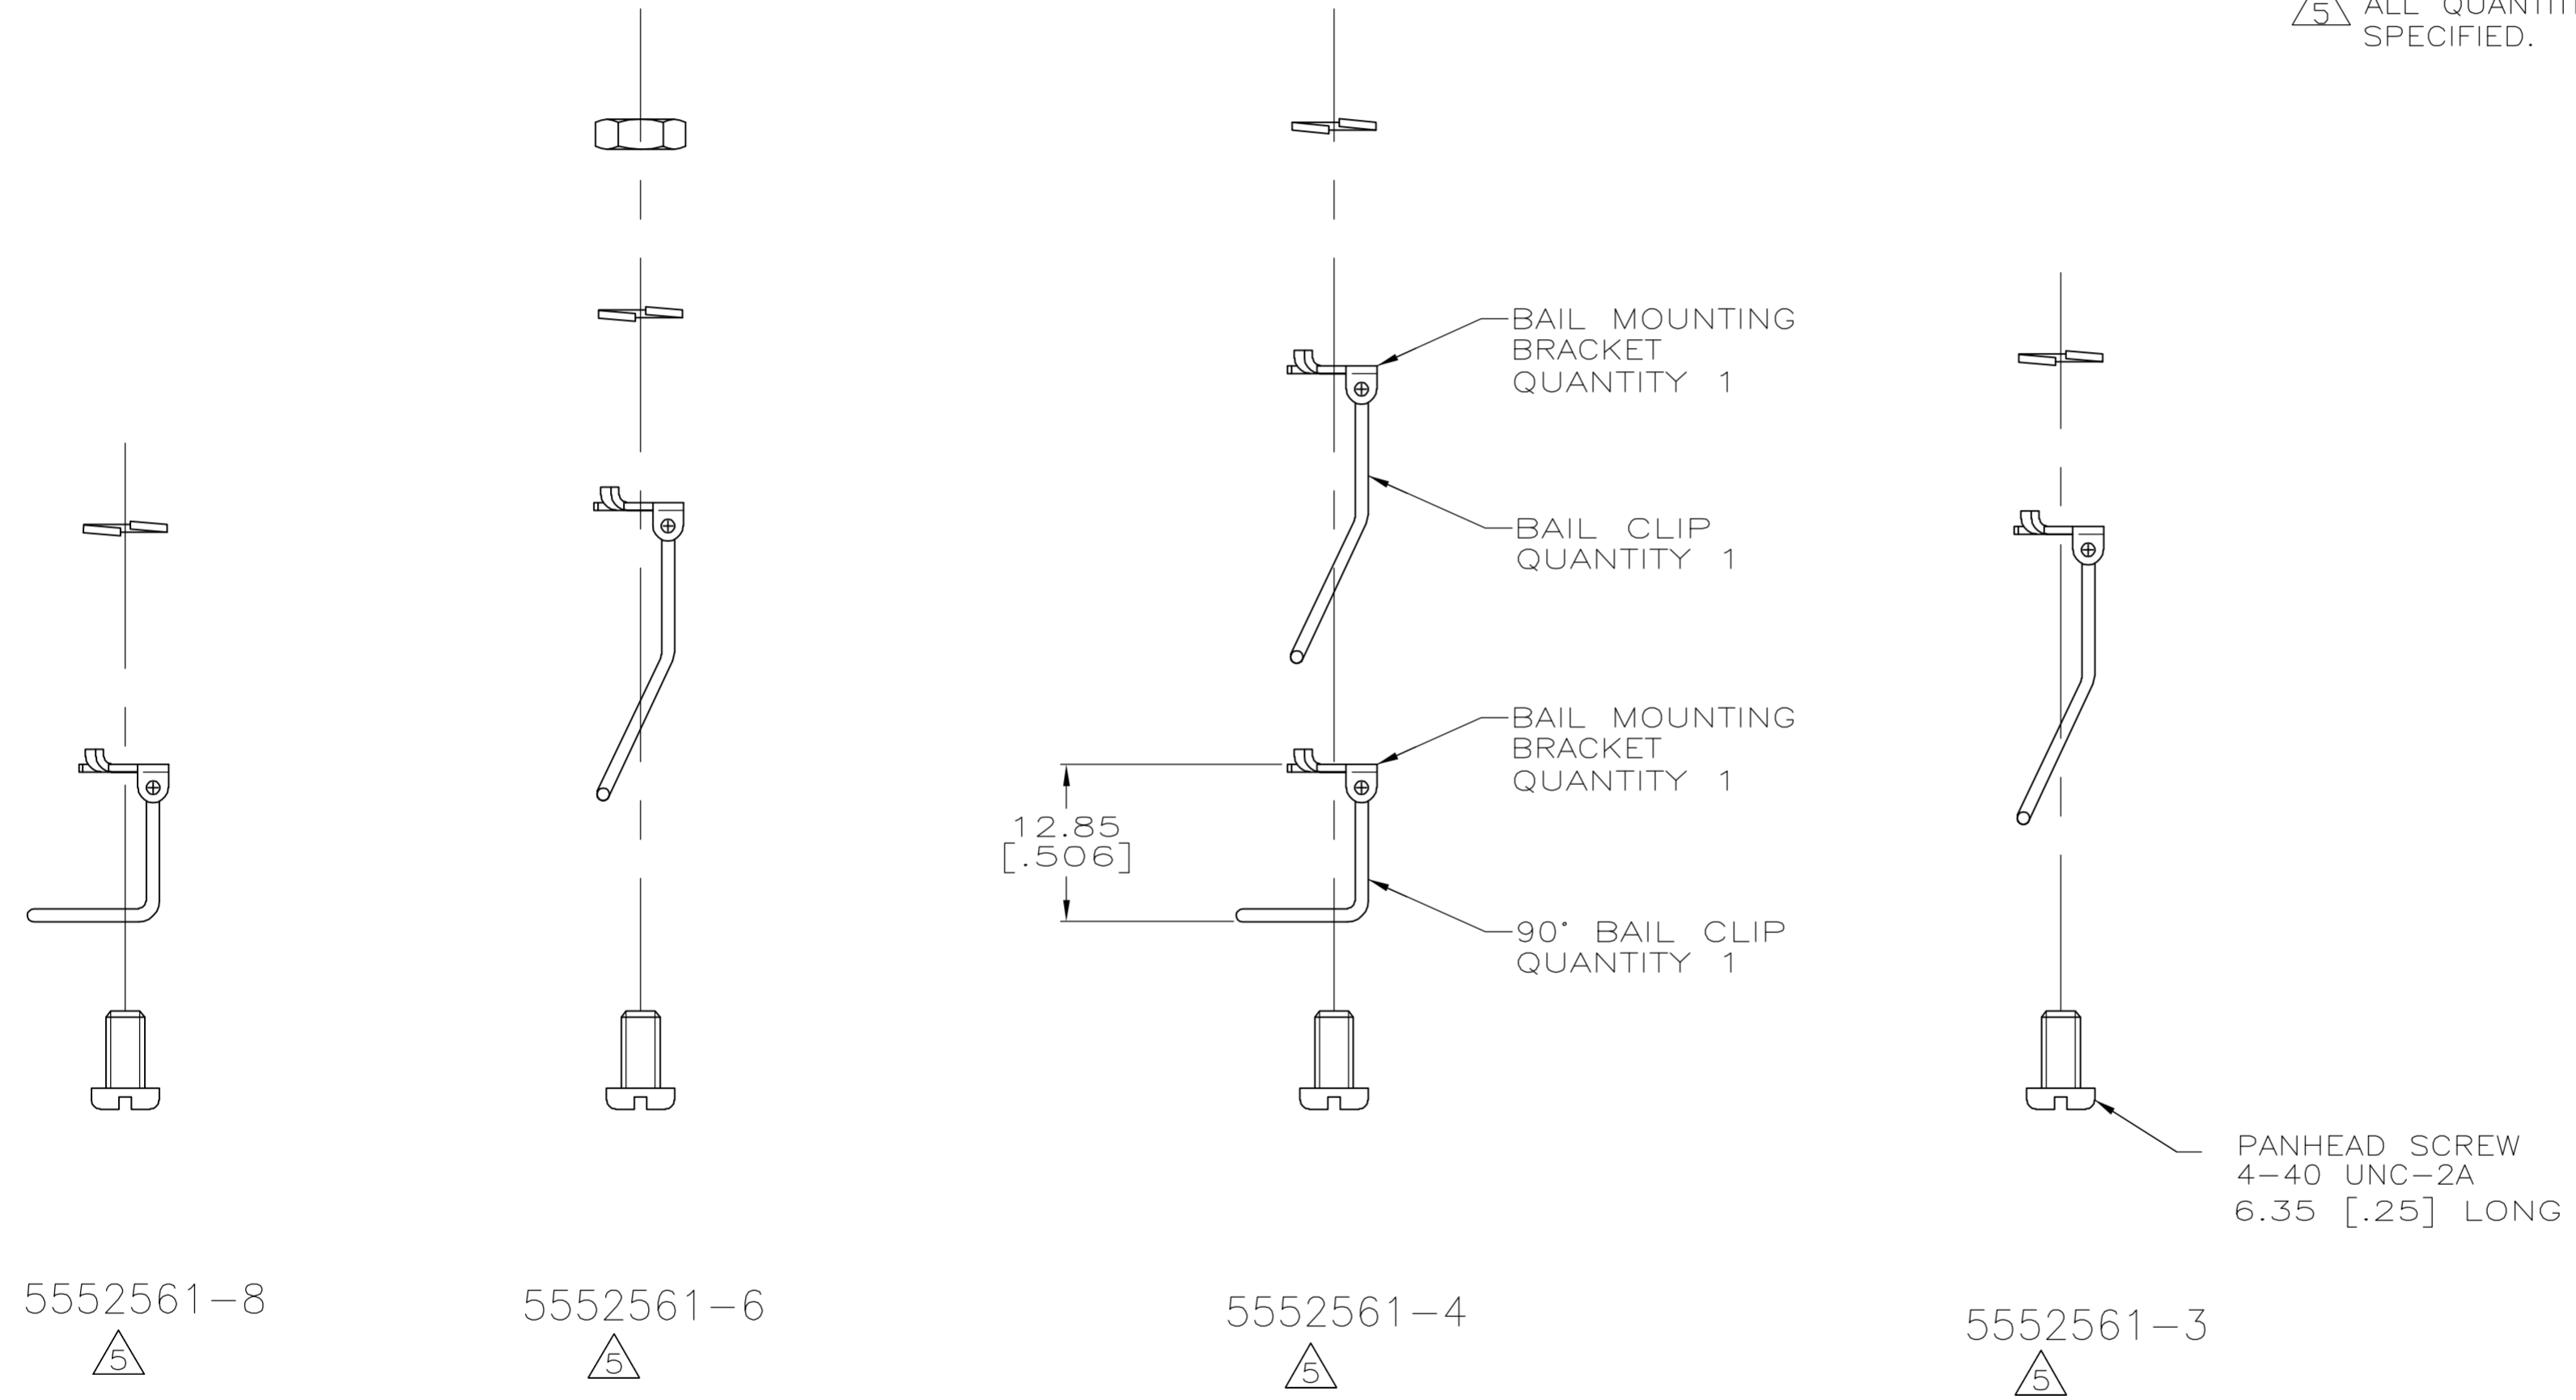 5 ALL QUANTITI
SPECIFIED.
BAIL MOUNTING
BRACKET
QUANTITY 1
BAIL CLIP
QUANTITY 1
BAIL MOUNTING
BRACKET
QUANTITY 1
12.85
[.506]
90° BAIL CLIP
QUANTITY 1
PANHEAD SCREW
4-40 UNC-2A
6.35 [.25] LONG
5552561-8
5
5552561-6
5
5552561-4
5
5552561-3
5